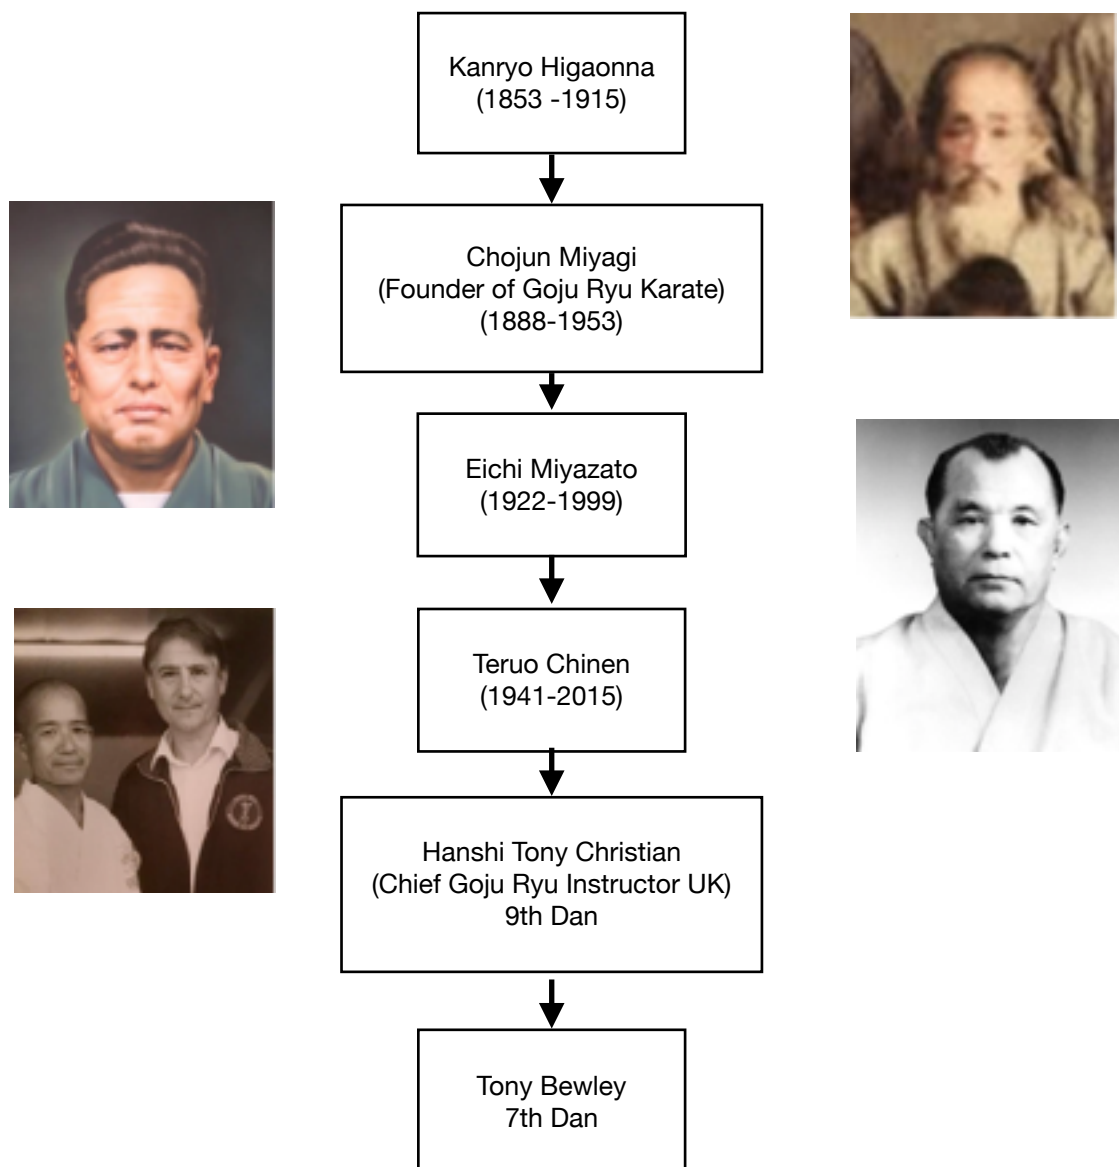 Kanryo Higaonna
(1853 -1915)
Chojun Miyagi
(Founder of Goju Ryu Karate)
(1888-1953)
Eichi Miyazato
(1922-1999)
Teruo Chinen
(1941-2015)
Hanshi Tony Christian
(Chief Goju Ryu Instructor UK)
9th Dan
Tony Bewley
7th Dan